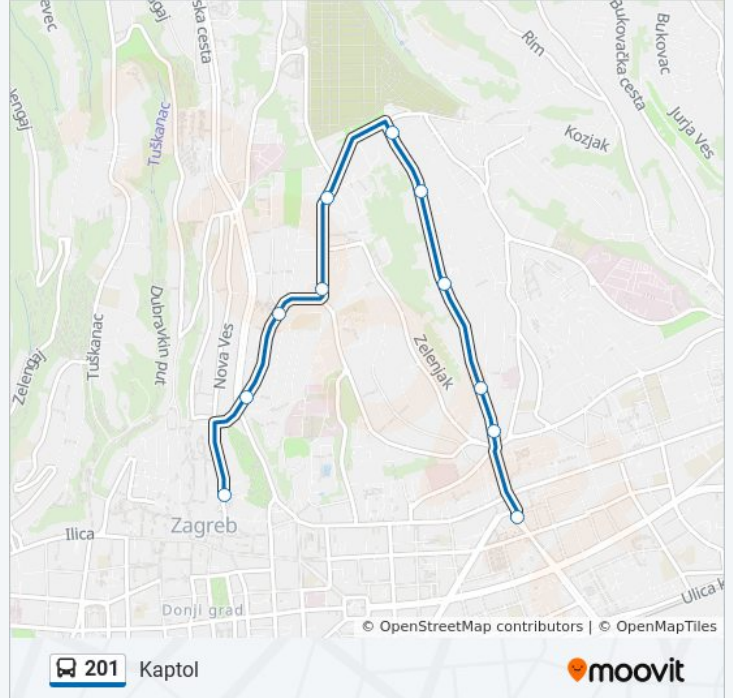 Tuškanac
Rim
Bukovačka cesta
Bukovac
Jurja Ves
Kozjak
Tuškanac
Dubravkin put
Nova Ves
Zelengaj
Zelenjak
Ilica
Zagreb
Donji grad
© OpenStreetMap contributors | © OpenMapTiles
201 Kaptol
moovit